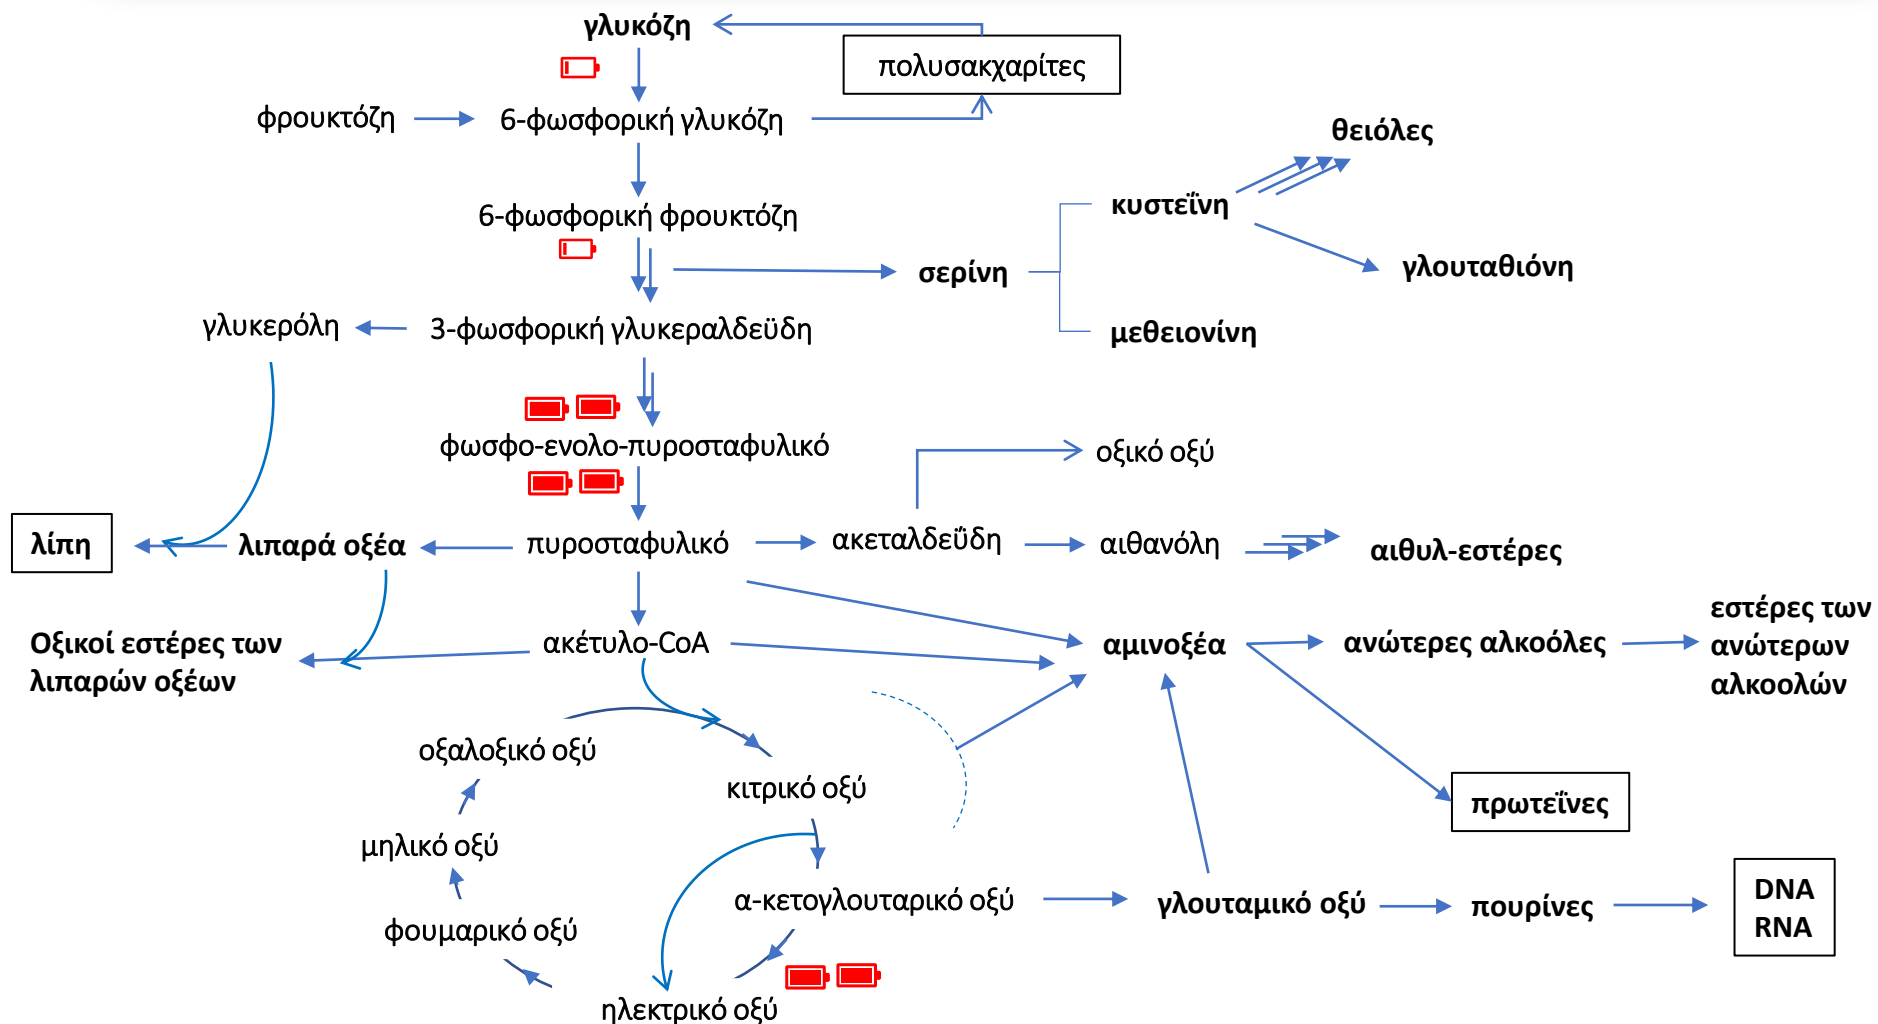 γλυκόζη
πολυσακχαρίτες
φρουκτόζη
6-φωσφορική γλυκόζη
θειόλες
6-φωσφορική φρουκτόζη
κυστεΐνη
σερίνη
γλουταθιόνη
γλυκερόλη
3-φωσφορική γλυκεραλδεϋδη
μεθειονίνη
φωσφο-ενολο-πυροσταφυλικό
οξικό οξύ
λίπη
λιπαρά οξέα
πυροσταφυλικό
ακεταλδεΰδη
αιθανόλη
αιθυλ-εστέρες
Οξικοί εστέρες των
λιπαρών οξέων
ακέτυλο-CoA
αμινοξέα
ανώτερες αλκοόλες
εστέρες των
ανώτερων
αλκοολών
οξαλοξικό οξύ
κιτρικό οξύ
πρωτεΐνες
μηλικό οξύ
α-κετογλουταρικό οξύ
γλουταμικό οξύ
πουρίνες
DNA
RNA
φουμαρικό οξύ
ηλεκτρικό οξύ